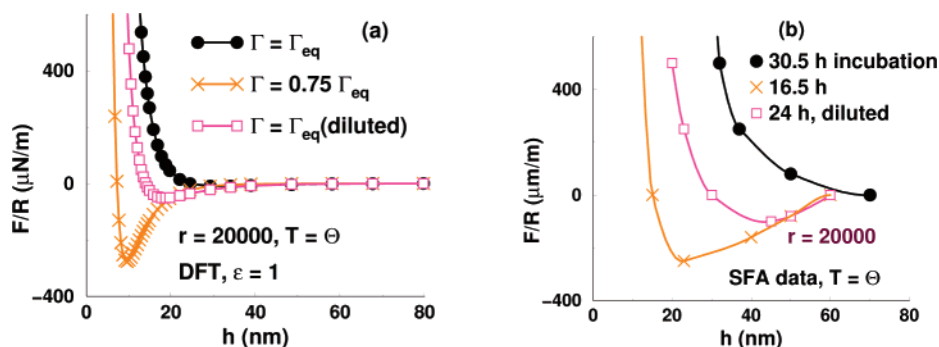 (a)
Γ = Γeq
Γ = 0.75 Γeq
Γ = Γeq(diluted)
400
0
−400
F/R (μN/m)
r = 20000, T = Θ
DFT, ε = 1
0 20 40 60 80
h (nm)
(b)
30.5 h incubation
16.5 h
24 h, diluted
400
0
−400
F/R (μm/m)
r = 20000
SFA data, T = Θ
0 20 40 60 80
h (nm)